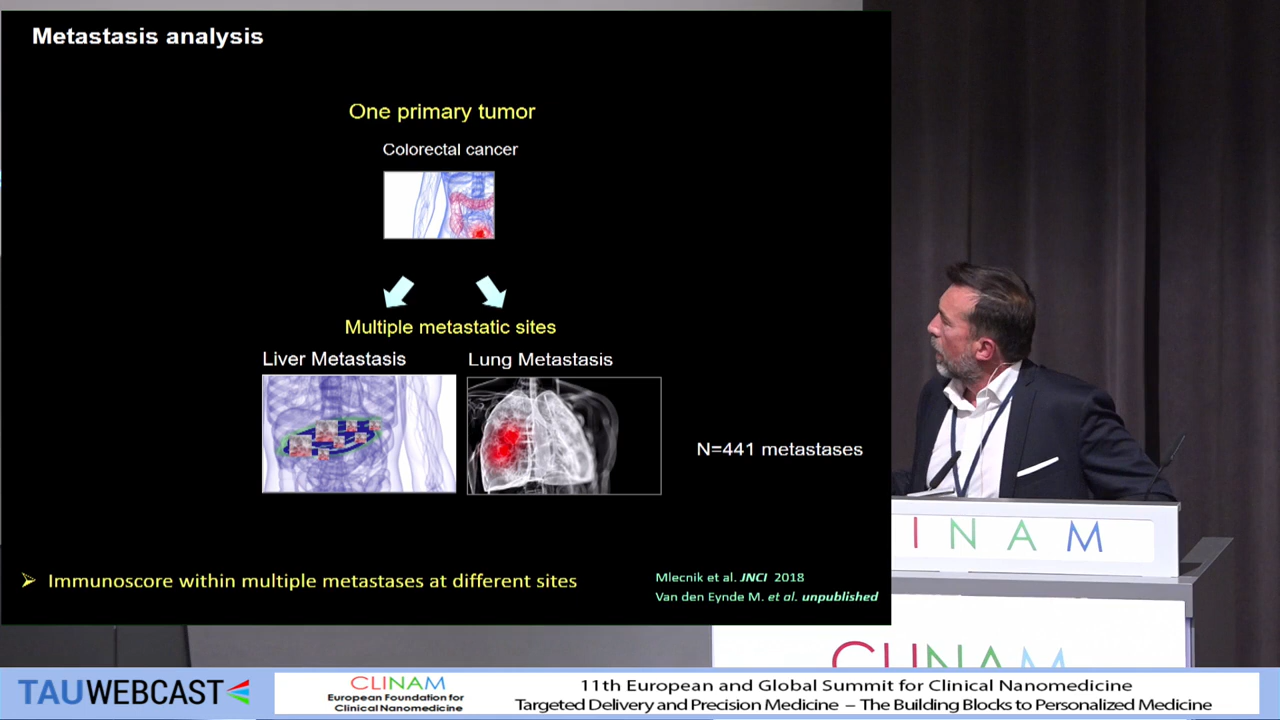 Metastasis analysis
One primary tumor
Colorectal cancer
Multiple metastatic sites
Liver Metastasis
Lung Metastasis
N=441 metastases
Immunoscore within multiple metastases at different sites
Mlecnik et al. JNCI 2018
Van den Eynde M. et al. unpublished
I N A M
CLINAM
TAUWEBCAST
CLINAM
European Foundation for
Clinical Nanomedicine
11th European and Global Summit for Clinical Nanomedicine
Targeted Delivery and Precision Medicine – The Building Blocks to Personalized Medicine